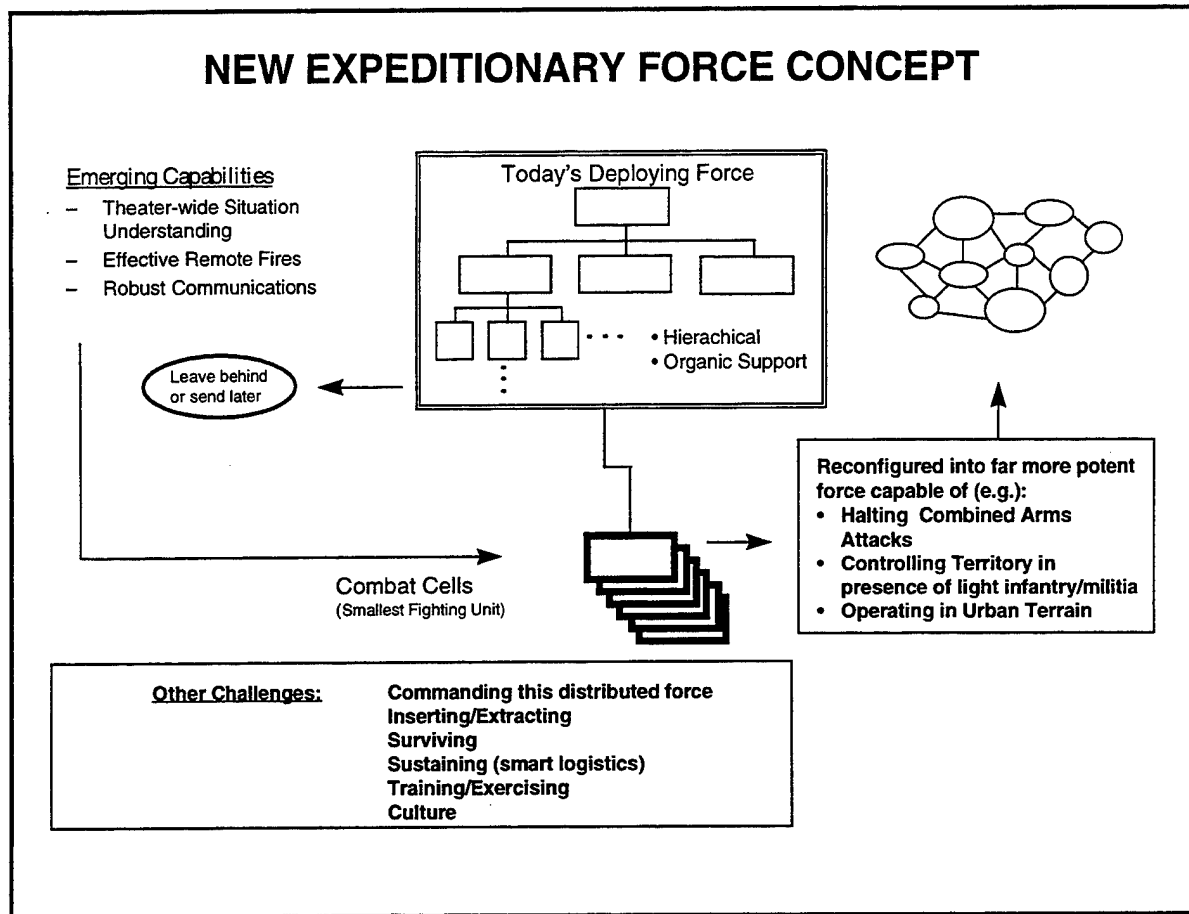 NEW EXPEDITIONARY FORCE CONCEPT
Emerging Capabilities
– Theater-wide Situation
Understanding
– Effective Remote Fires
– Robust Communications
Today's Deploying Force
• Hierachical
• Organic Support
Leave behind
or send later
Combat Cells
(Smallest Fighting Unit)
Reconfigured into far more potent
force capable of (e.g.):
• Halting Combined Arms
Attacks
• Controlling Territory in
presence of light infantry/militia
• Operating in Urban Terrain
Other Challenges: Commanding this distributed force
Inserting/Extracting
Surviving
Sustaining (smart logistics)
Training/Exercising
Culture